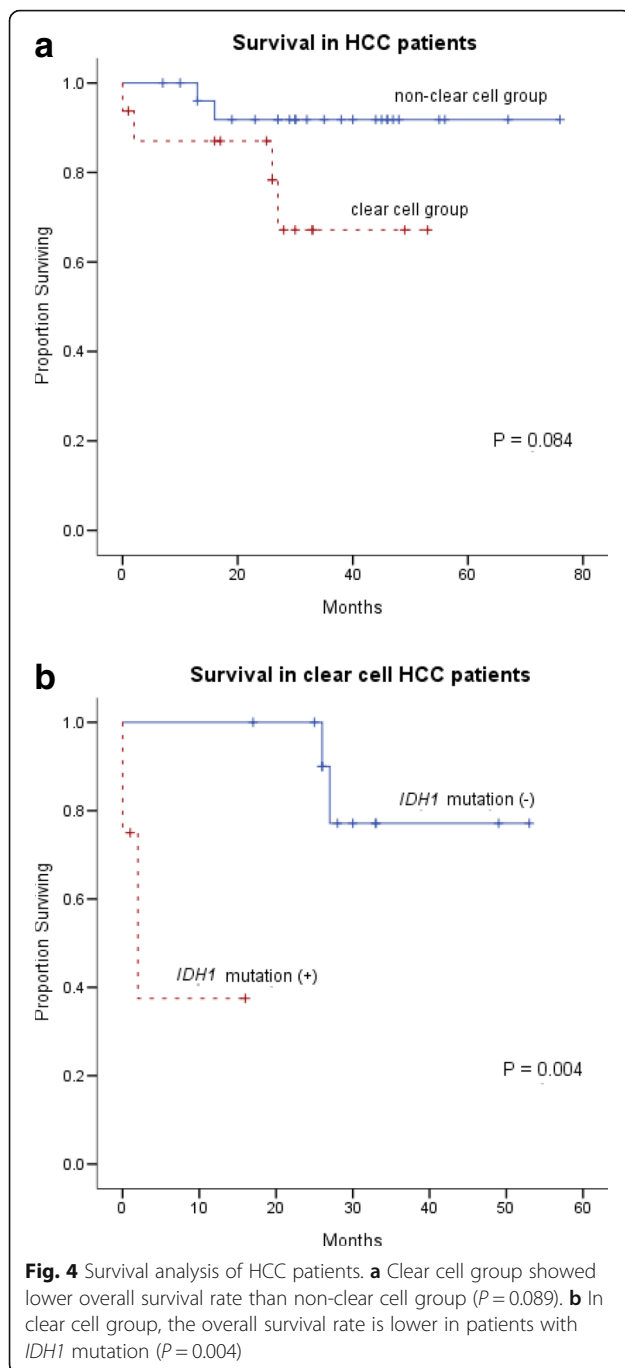 a
Survival in HCC patients
1.0
0.8
0.6
0.4
0.2
0.0
Proportion Surviving
non-clear cell group
clear cell group
P = 0.084
0 20 40 60 80
Months
b
Survival in clear cell HCC patients
1.0
0.8
0.6
0.4
0.2
0.0
Proportion Surviving
IDH1 mutation (-)
IDH1 mutation (+)
P = 0.004
0 10 20 30 40 50 60
Months
Fig. 4 Survival analysis of HCC patients. a Clear cell group showed
lower overall survival rate than non-clear cell group (P = 0.089). b In
clear cell group, the overall survival rate is lower in patients with
IDH1 mutation (P = 0.004)